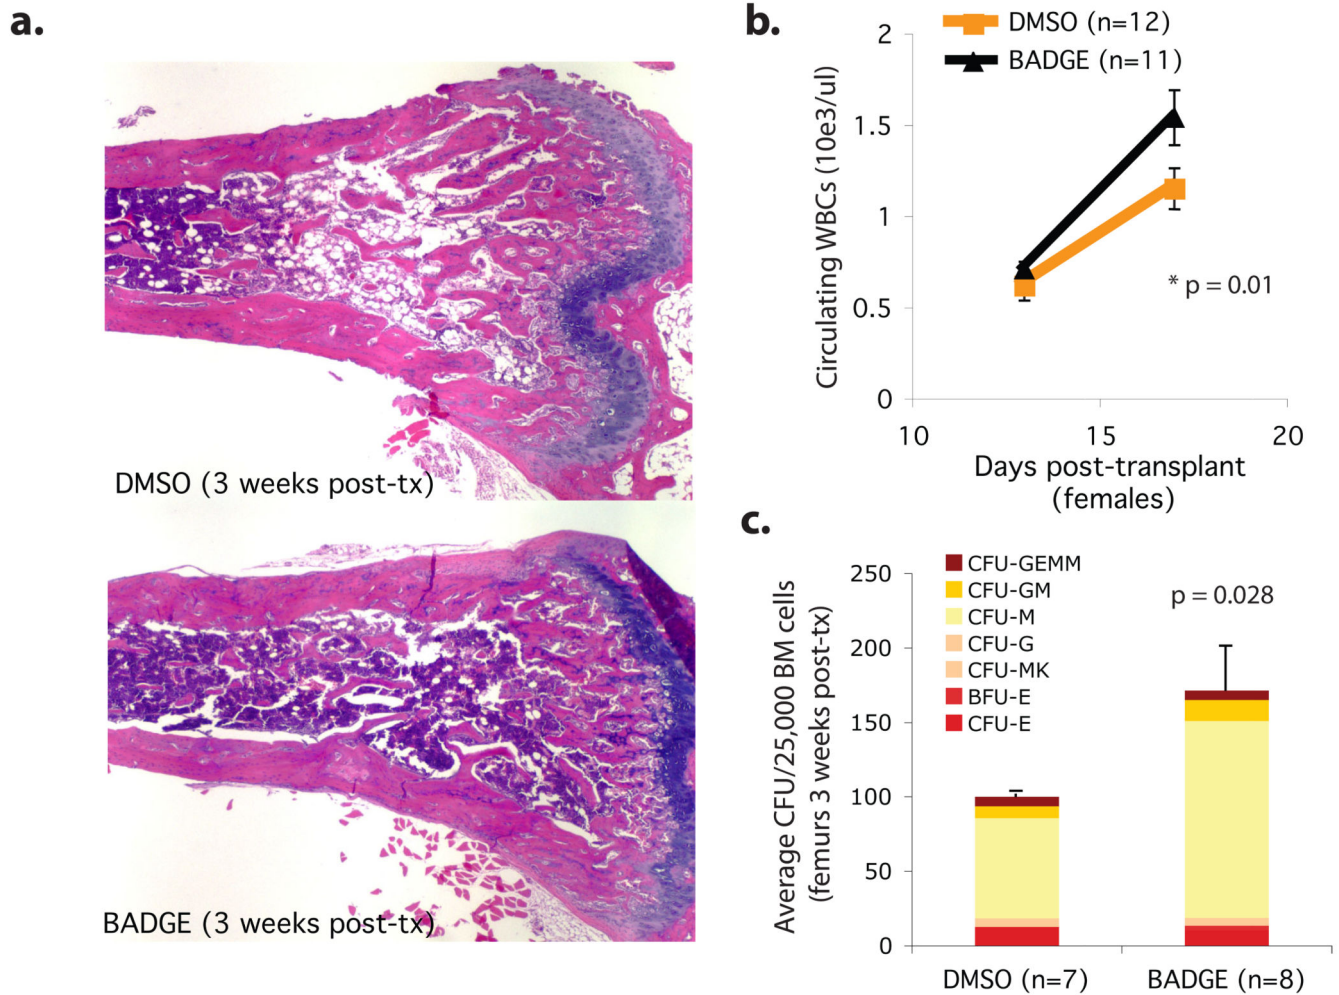 a.
DMSO (3 weeks post-tx)
BADGE (3 weeks post-tx)
b.
DMSO (n=12)
BADGE (n=11)
Circulating WBCs (10e3/ul)
2
1.5
1
0.5
0
* p = 0.01
10
15
20
Days post-transplant
(females)
c.
Average CFU/25,000 BM cells
(femurs 3 weeks post-tx)
250
200
150
100
50
0
CFU-GEMM
CFU-GM
CFU-M
CFU-G
CFU-MK
BFU-E
CFU-E
p = 0.028
DMSO (n=7)
BADGE (n=8)